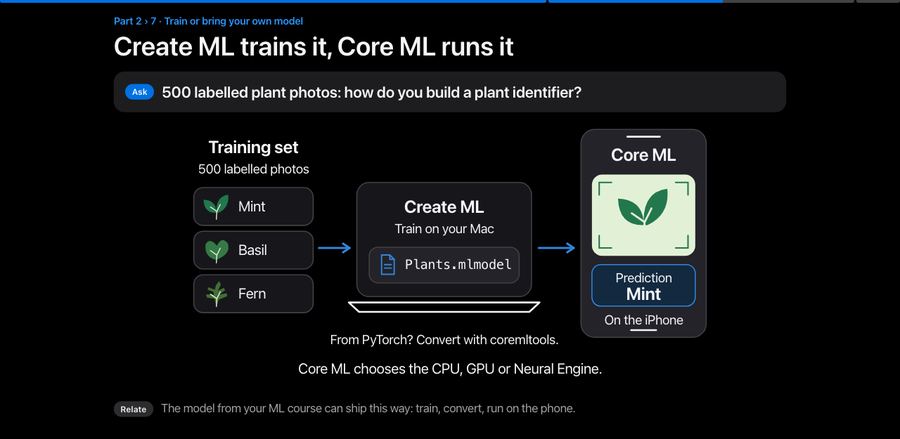 Part 2 › 7 · Train or bring your own model
Create ML trains it, Core ML runs it
Ask 500 labelled plant photos: how do you build a plant identifier?
Training set
500 labelled photos
Mint
Basil
Fern
Create ML
Train on your Mac
Plants.mlmodel
Core ML
Prediction
Mint
On the iPhone
From PyTorch? Convert with coremltools.
Core ML chooses the CPU, GPU or Neural Engine.
Relate The model from your ML course can ship this way: train, convert, run on the phone.